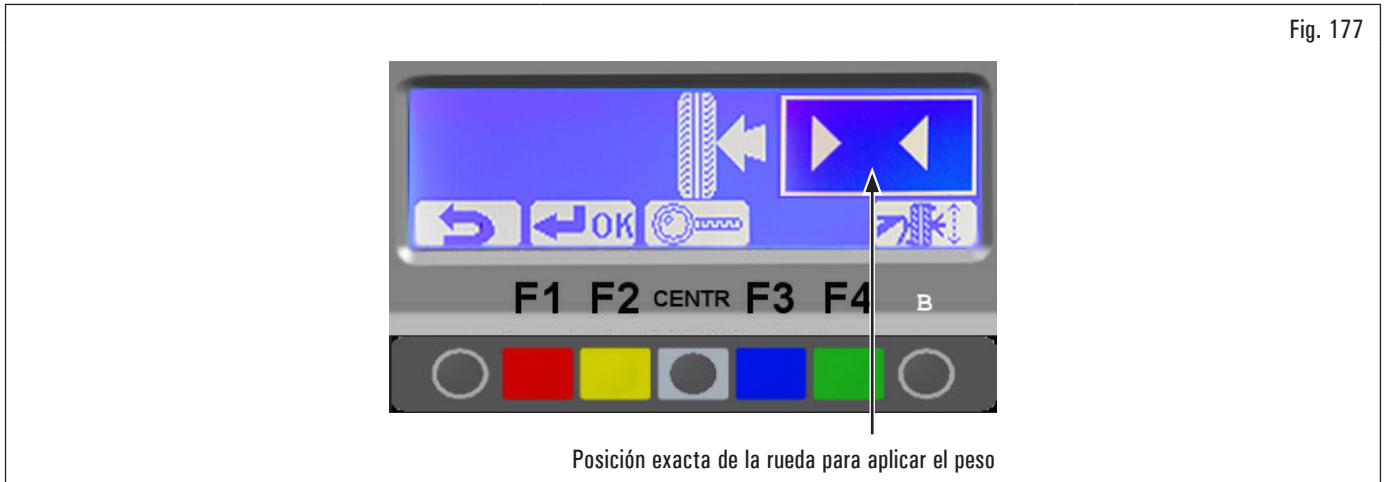 Fig. 177
OK
F1 F2 CENTR F3 F4 B
Posición exacta de la rueda para aplicar el peso